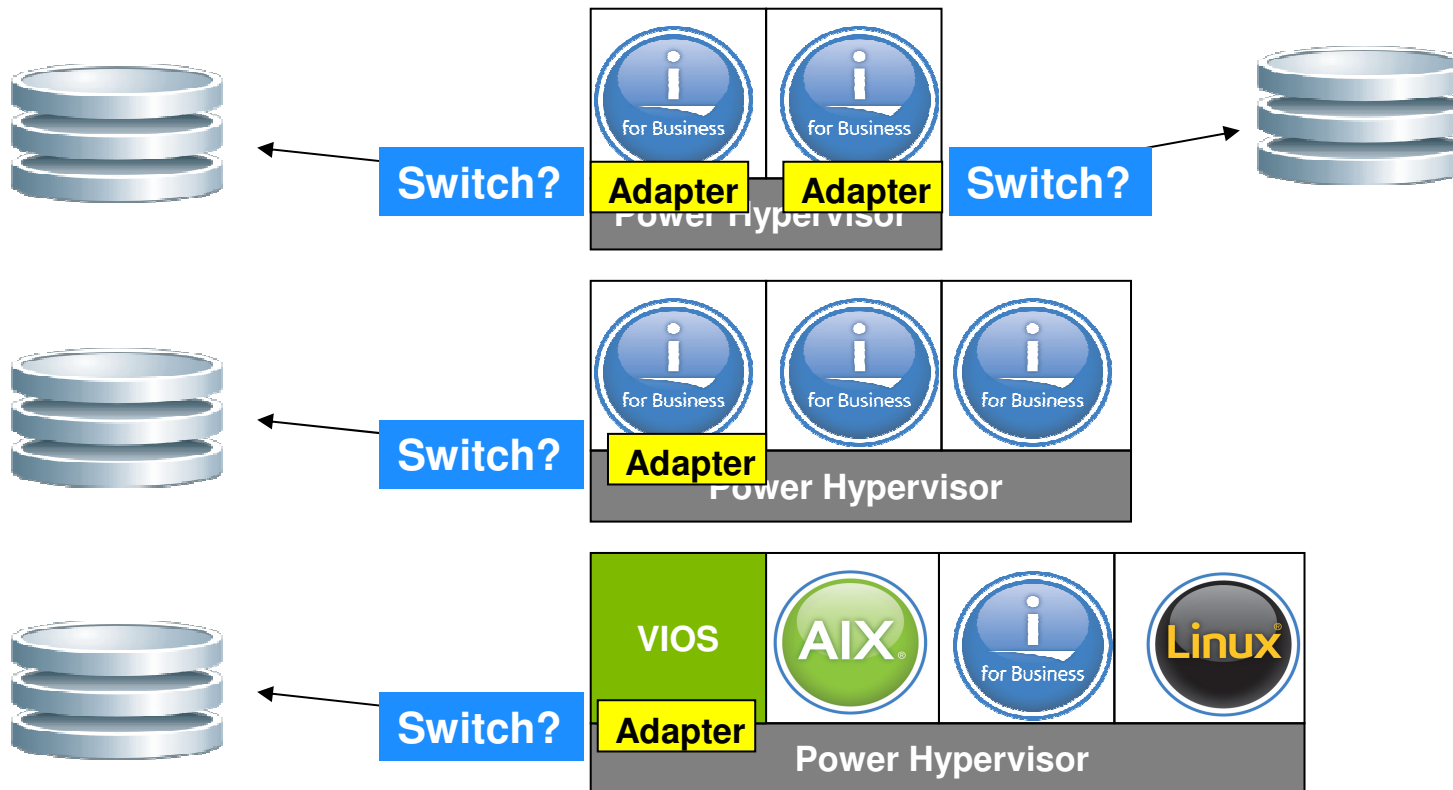 i
for Business
i
for Business
Switch?
Adapter
Adapter
Switch?
Power Hypervisor
i
for Business
i
for Business
i
for Business
Switch?
Adapter
Power Hypervisor
VIOS
AIX®
i
for Business
Linux®
Switch?
Adapter
Power Hypervisor